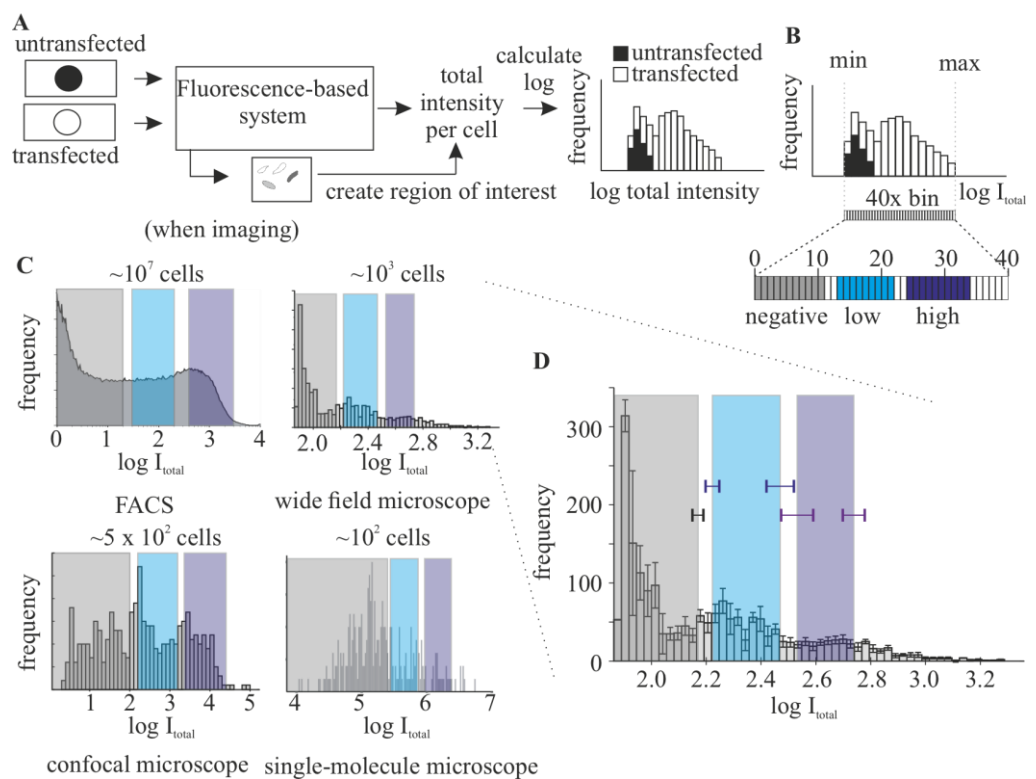 A
untransfected
transfected
Fluorescence-based
system
(when imaging)
create region of interest
total
intensity
per cell
calculate
log
untransfected
transfected
frequency
log total intensity
B
min
max
frequency
log I_total
40x bin
0 10 20 30 40
negative low high
C
~10^7 cells
frequency
0 1 2 3 4
log I_total
FACS
~10^3 cells
2.0 2.4 2.8 3.2
log I_total
wide field microscope
~5 x 10^2 cells
frequency
1 2 3 4 5
log I_total
confocal microscope
~10^2 cells
4 5 6 7
log I_total
single-molecule microscope
D
frequency
300
200
100
0
2.0 2.2 2.4 2.6 2.8 3.0 3.2
log I_total